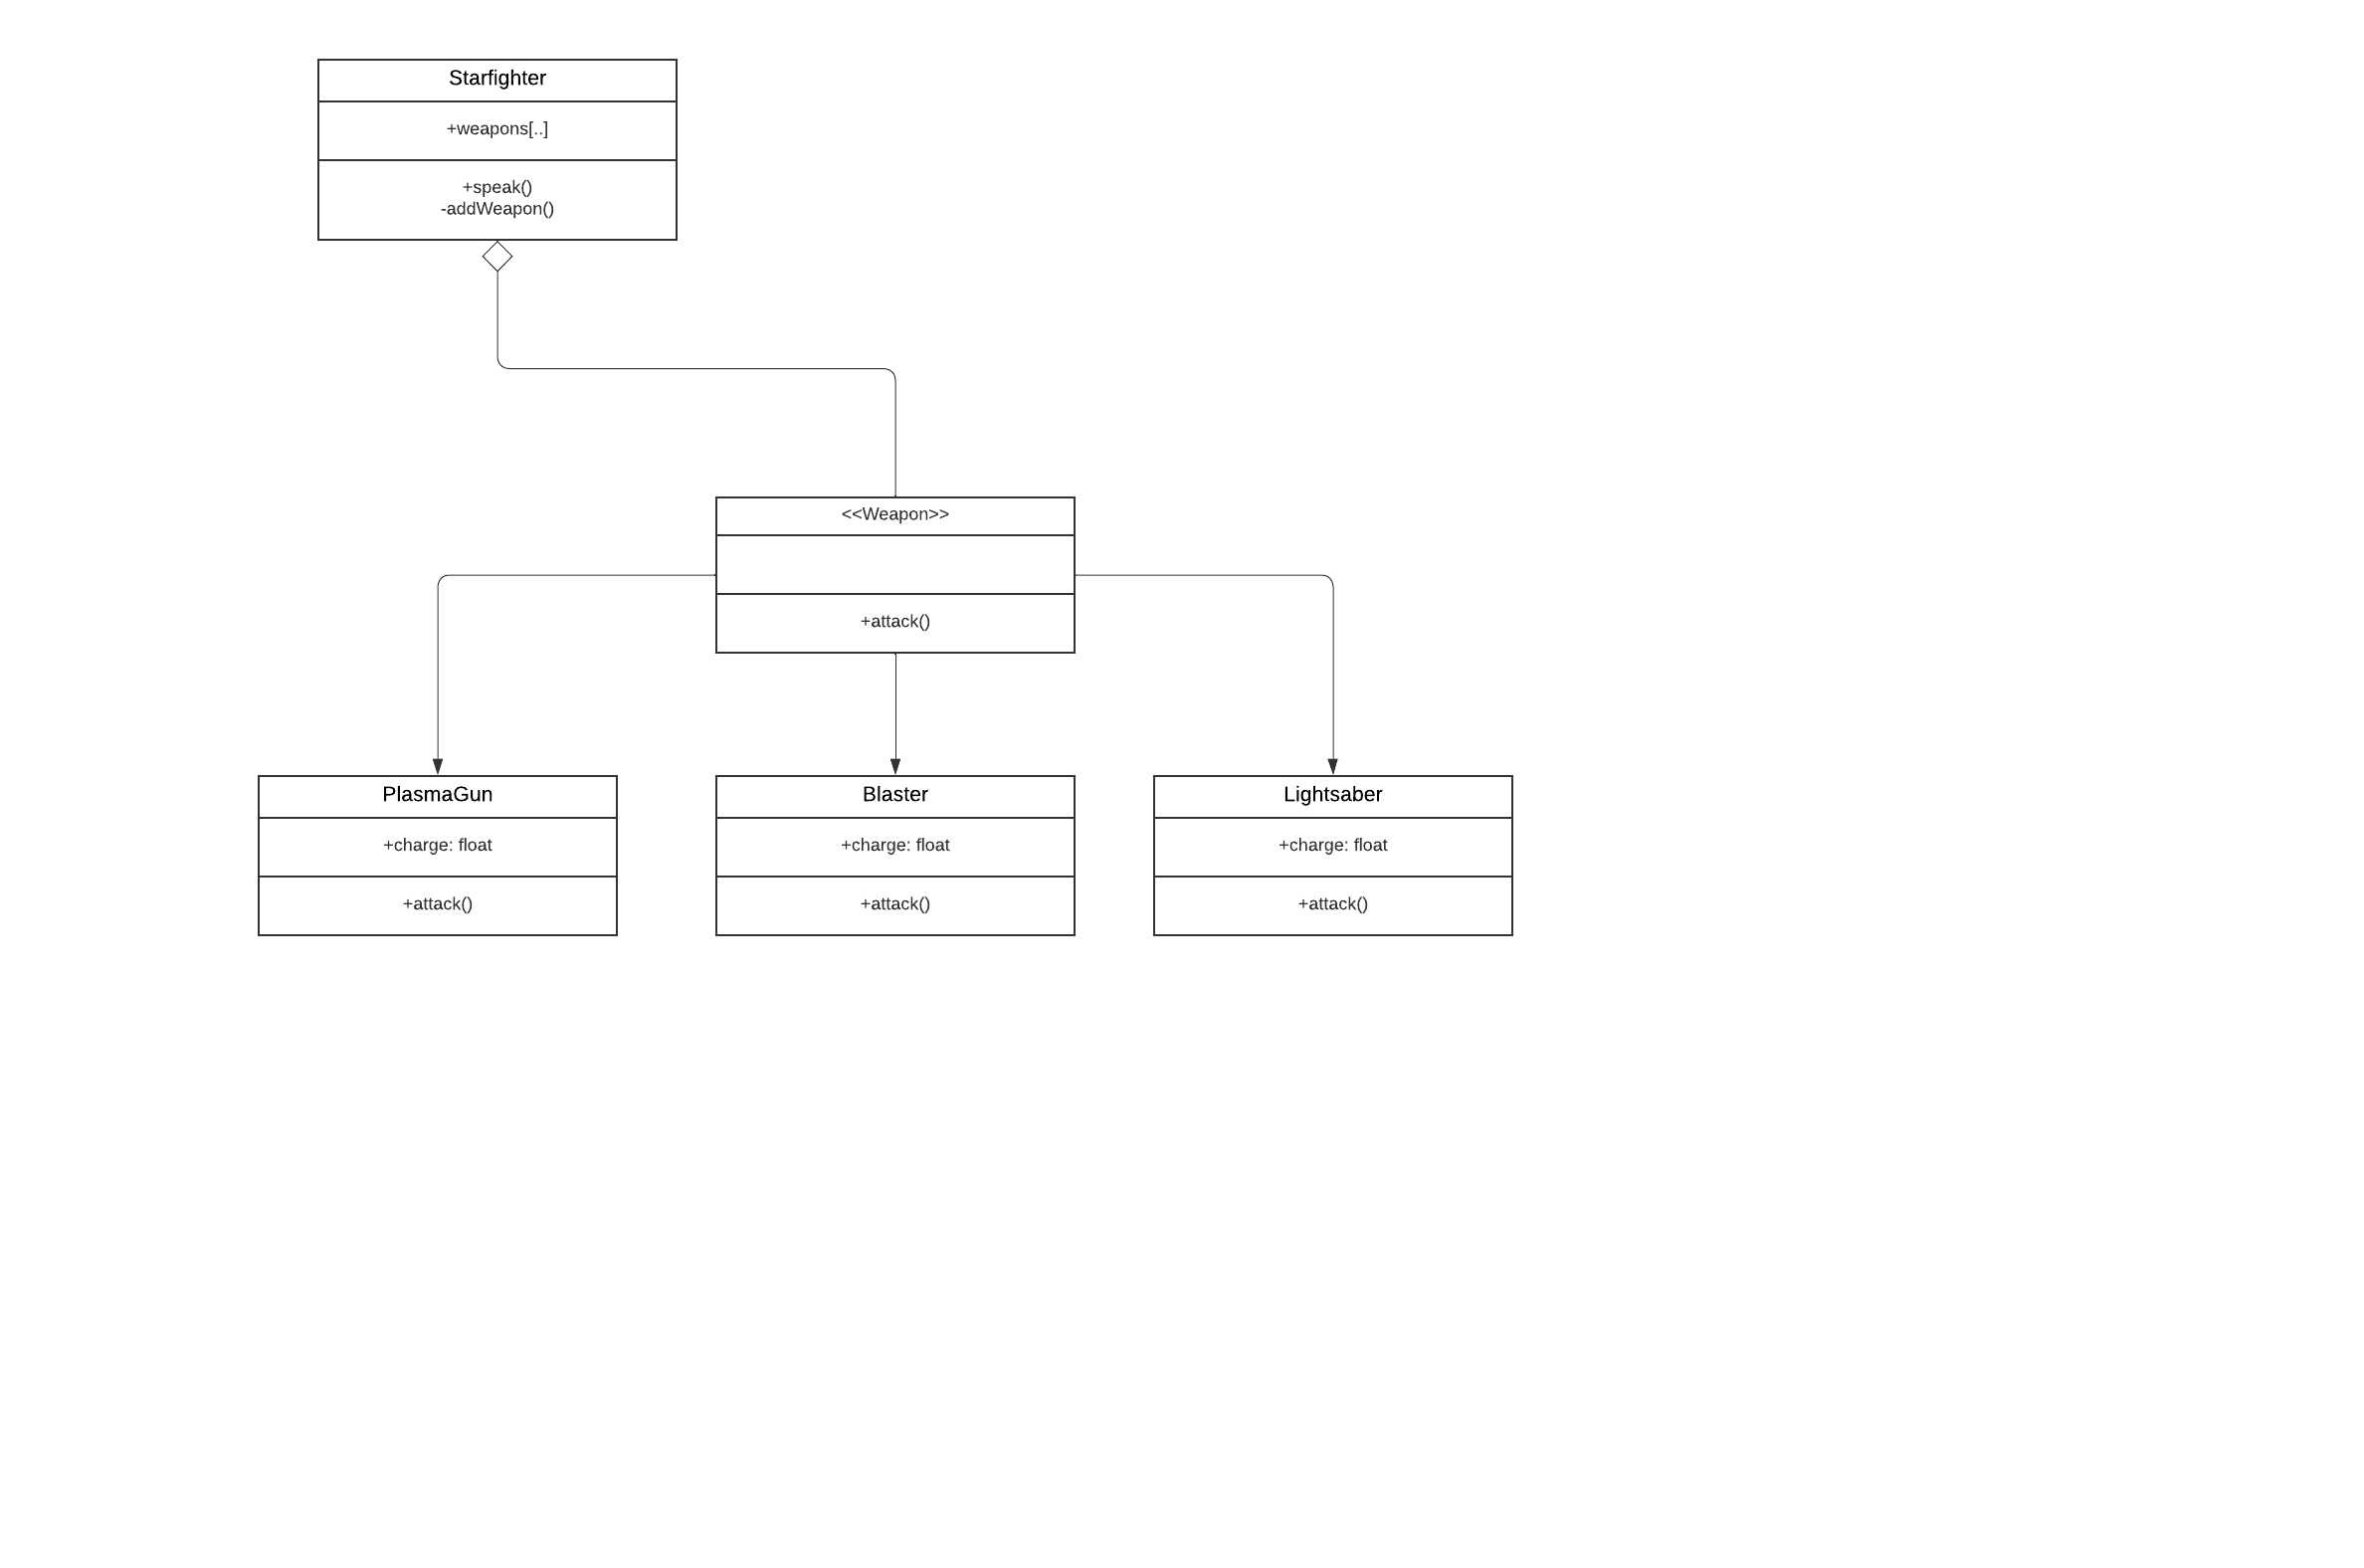 Starfighter
+weapons[..]
+speak()
-addWeapon()
<<Weapon>>
+attack()
PlasmaGun
+charge: float
+attack()
Blaster
+charge: float
+attack()
Lightsaber
+charge: float
+attack()